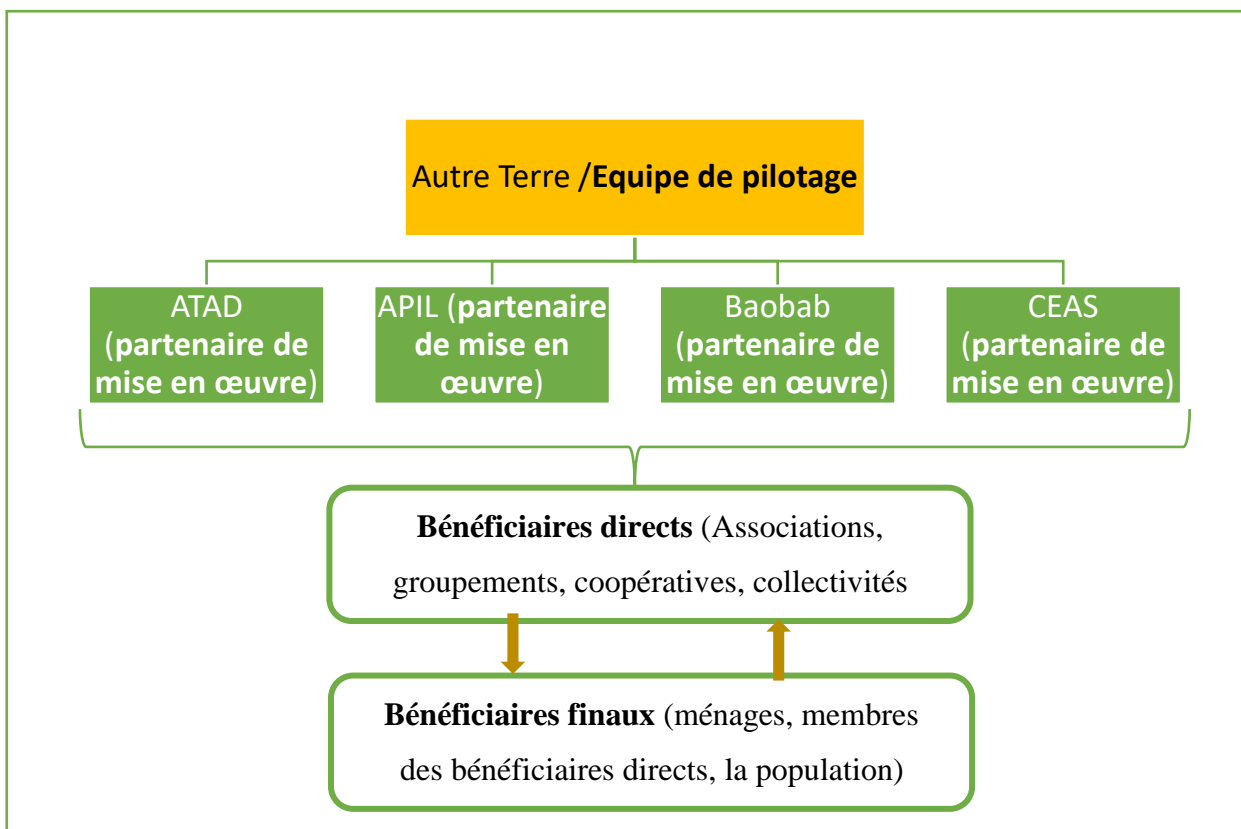 Autre Terre /Equipe de pilotage
ATAD
(partenaire de
mise en œuvre)
APIL (partenaire
de mise en
œuvre)
Baobab
(partenaire de
mise en œuvre)
CEAS
(partenaire de
mise en œuvre)
Bénéficiaires directs (Associations,
groupements, coopératives, collectivités
Bénéficiaires finaux (ménages, membres
des bénéficiaires directs, la population)